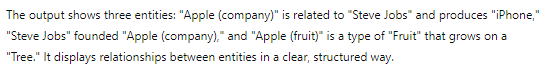 The output shows three entities: "Apple (company)" is related to "Steve Jobs" and produces "iPhone,"
"Steve Jobs" founded "Apple (company)," and "Apple (fruit)" is a type of "Fruit" that grows on a
"Tree." It displays relationships between entities in a clear, structured way.